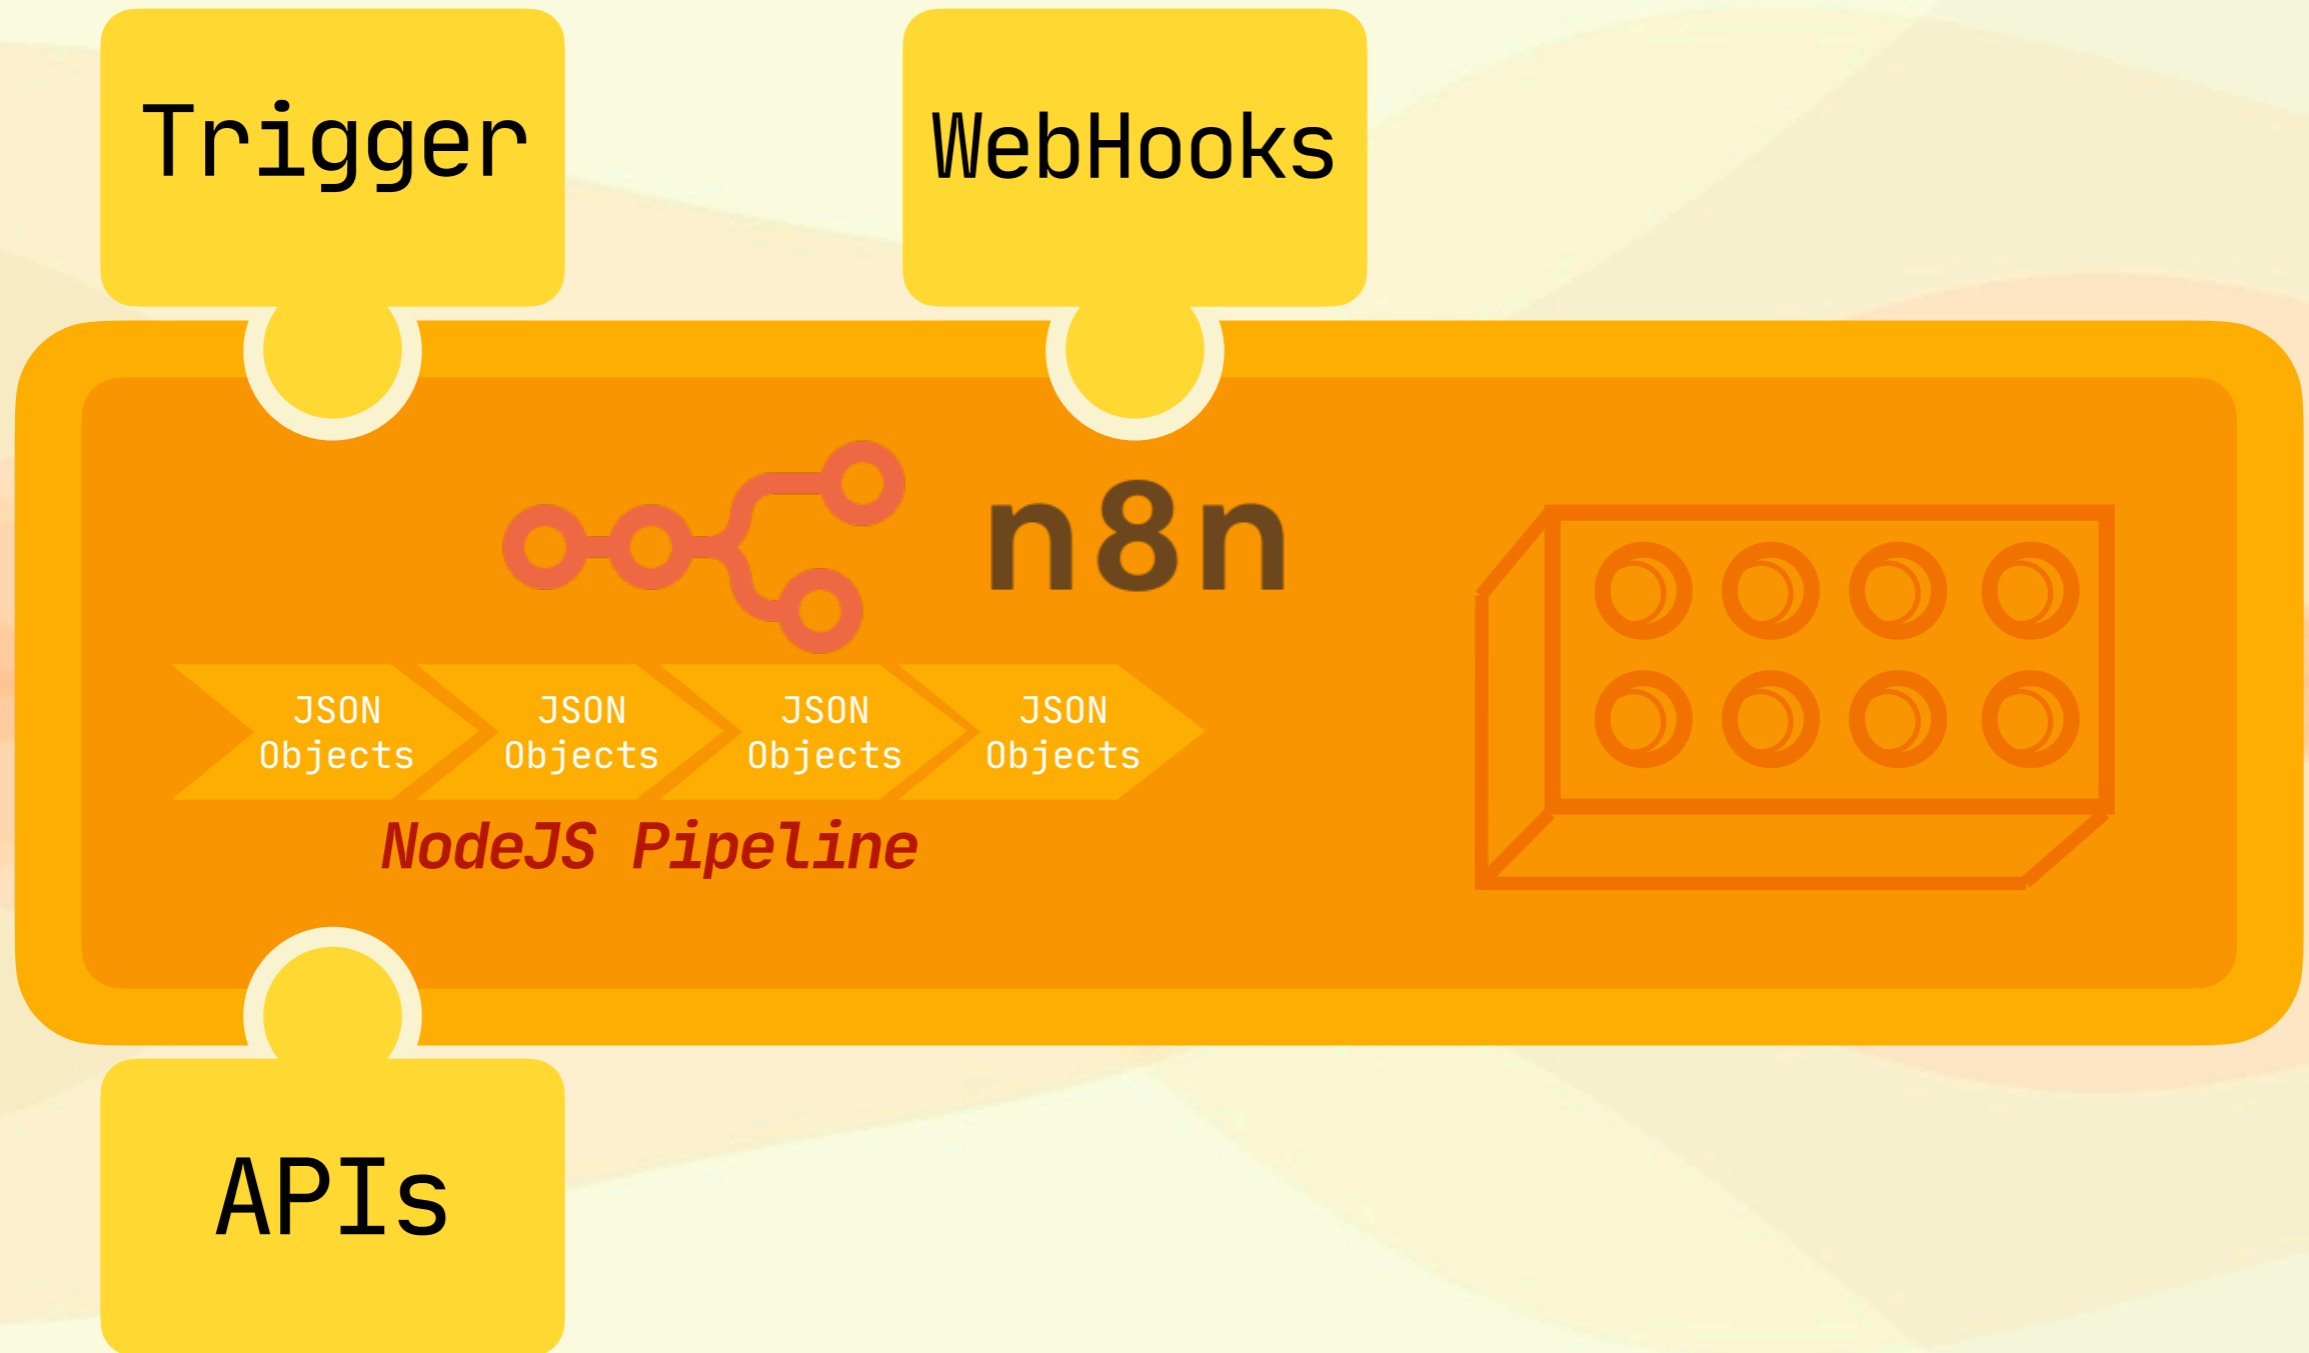 Trigger
WebHooks
n8n
JSON
Objects
JSON
Objects
JSON
Objects
JSON
Objects
NodeJS Pipeline
APIs